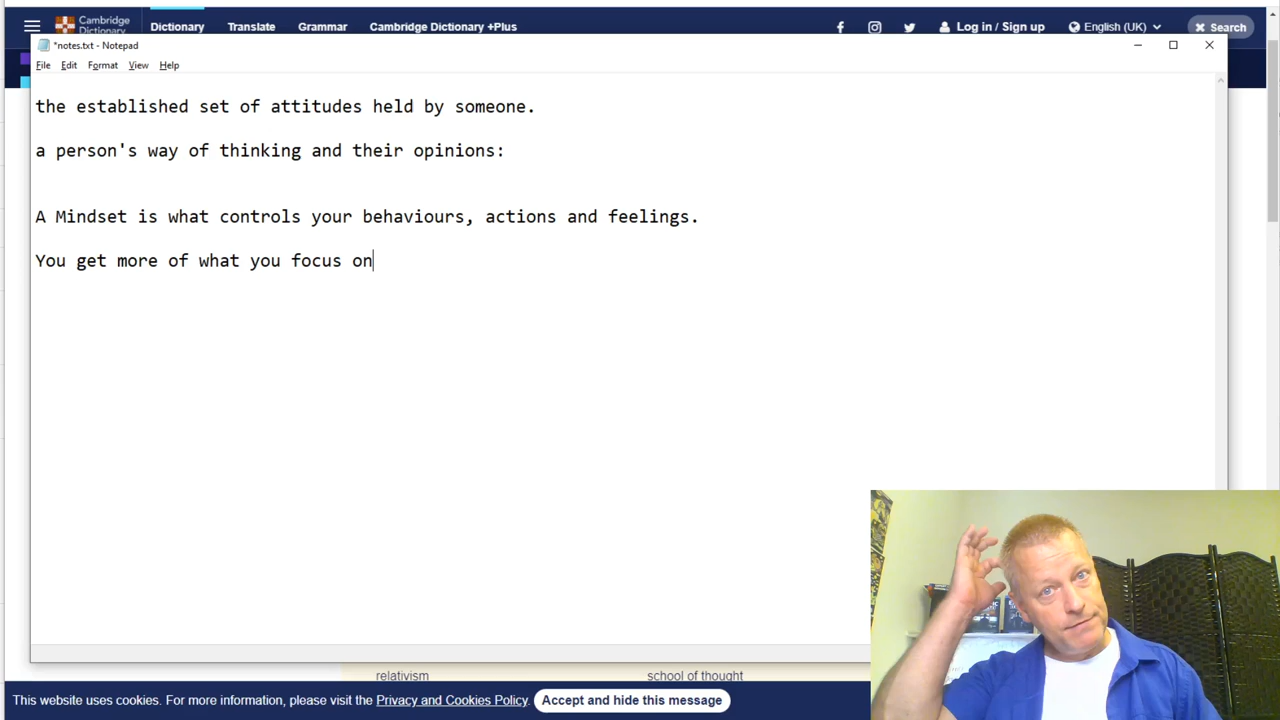 Cambridge
Dictionary
Dictionary
Translate
Grammar
Cambridge Dictionary +Plus
Log in / Sign up
English (UK)
Search
*notes.txt - Notepad
File
Edit
Format
View
Help
the established set of attitudes held by someone.
a person's way of thinking and their opinions:
A Mindset is what controls your behaviours, actions and feelings.
You get more of what you focus on
relativism
school of thought
This website uses cookies. For more information, please visit the Privacy and Cookies Policy.
Accept and hide this message